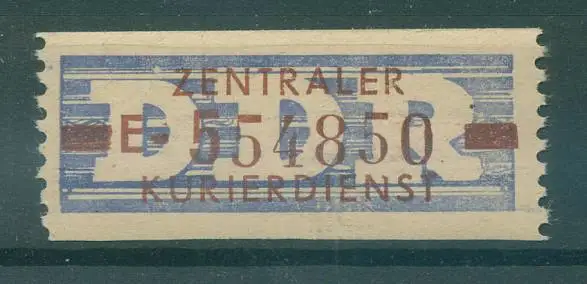 ZENTRALER
DDR
E-554850
KURIERDIENST